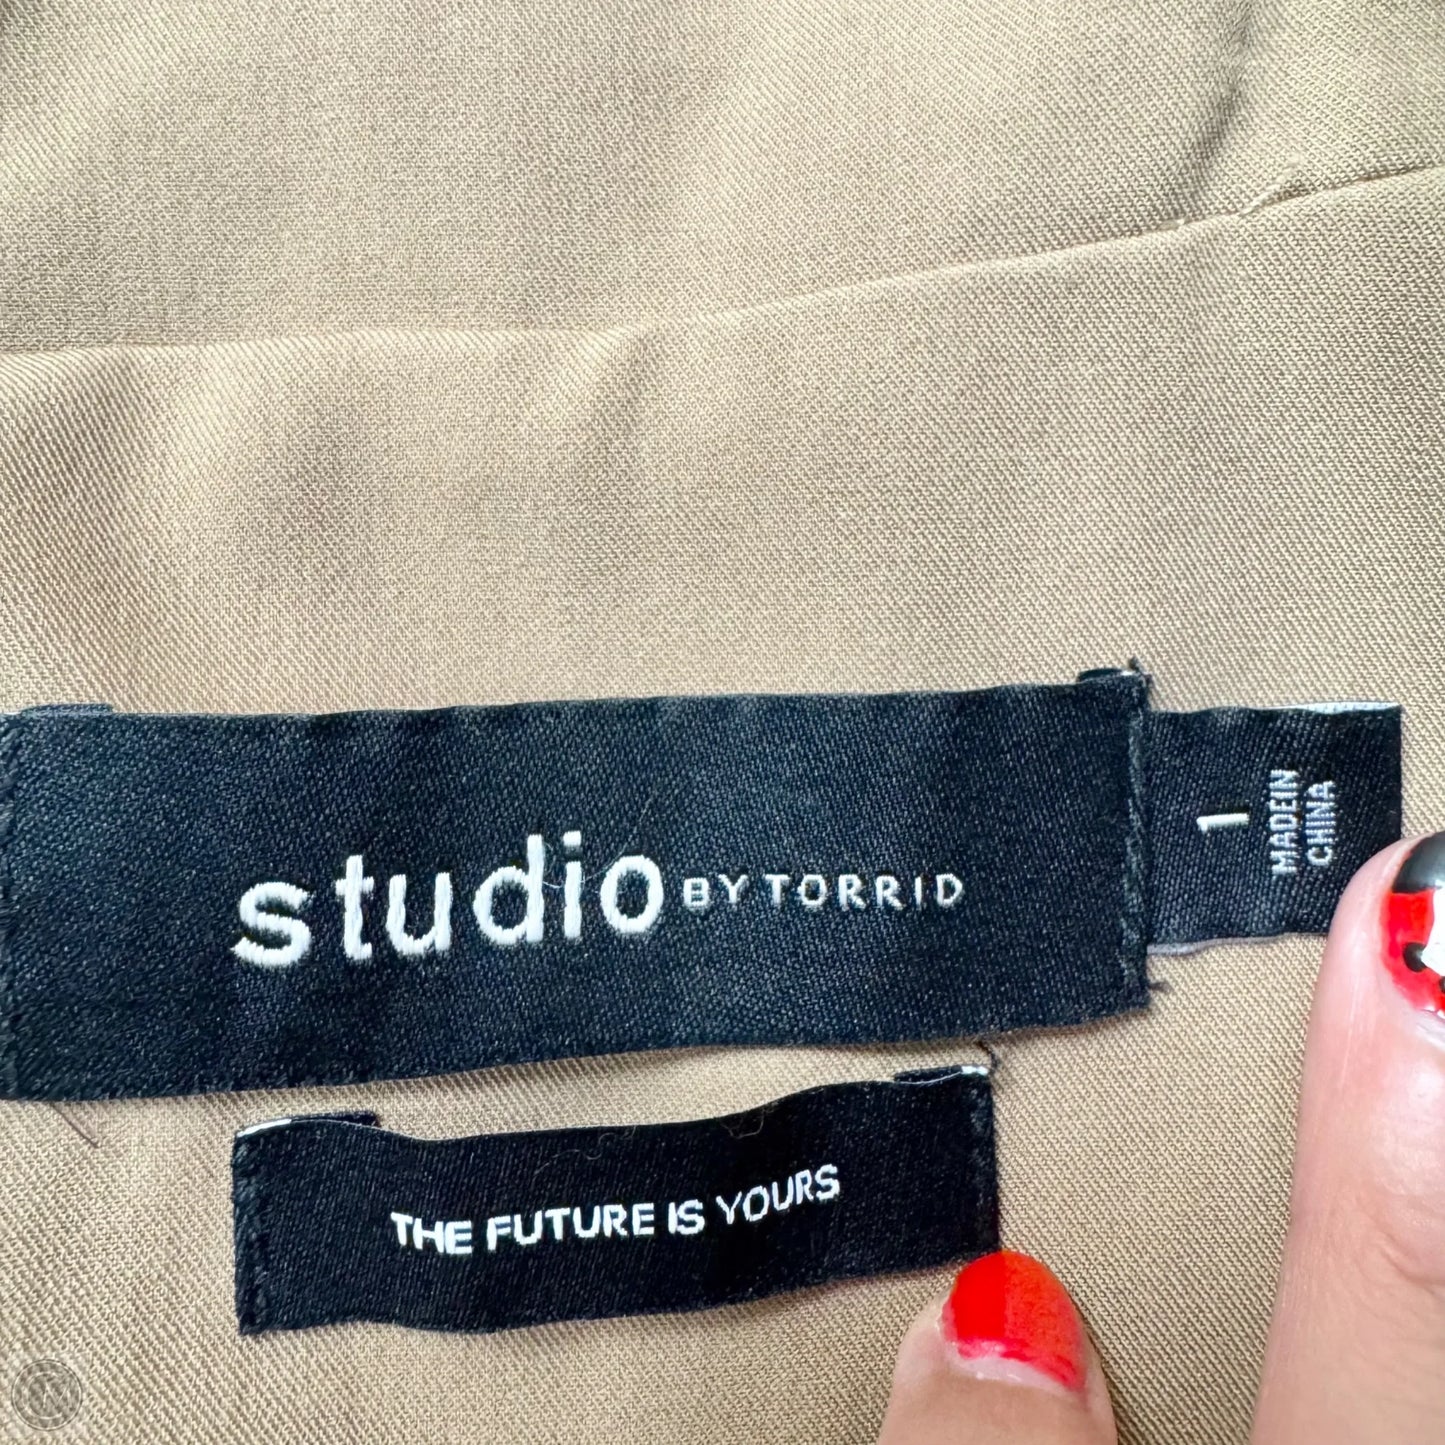 studio BY TORRID
1
MADE IN
CHINA
THE FUTURE IS YOURS